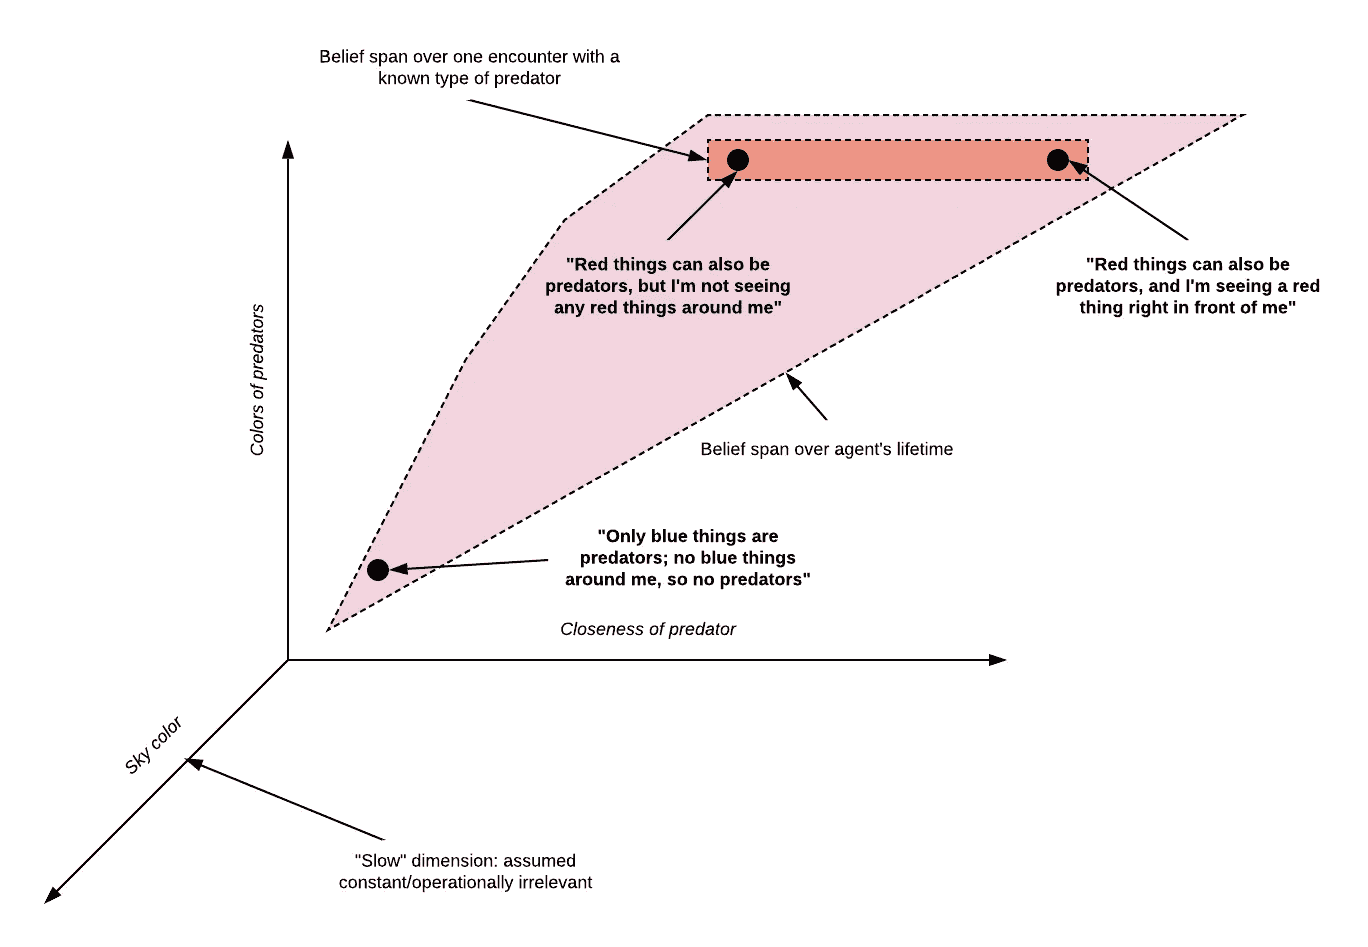 Belief span over one encounter with a
known type of predator
"Red things can also be
predators, but I'm not seeing
any red things around me"
"Red things can also be
predators, and I'm seeing a red
thing right in front of me"
Colors of predators
Belief span over agent's lifetime
"Only blue things are
predators; no blue things
around me, so no predators"
Closeness of predator
Sky color
"Slow" dimension: assumed
constant/operationally irrelevant